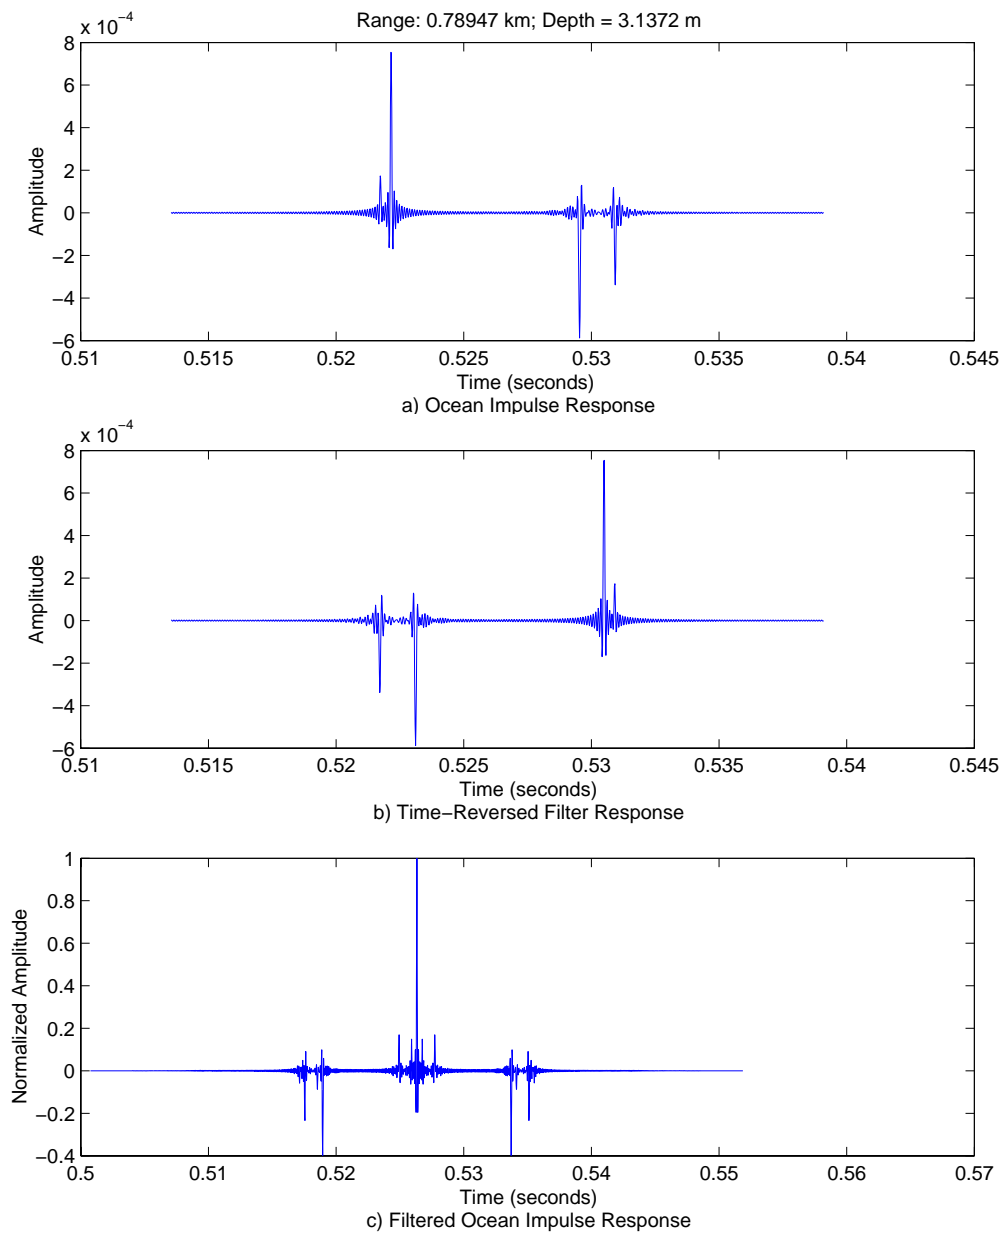 Range: 0.78947 km; Depth = 3.1372 m
x 10^-4
8
6
4
2
0
−2
−4
−6
Amplitude
0.51 0.515 0.52 0.525 0.53 0.535 0.54 0.545
Time (seconds)
a) Ocean Impulse Response
x 10^-4
8
6
4
2
0
−2
−4
−6
Amplitude
0.51 0.515 0.52 0.525 0.53 0.535 0.54 0.545
Time (seconds)
b) Time−Reversed Filter Response
1
0.8
0.6
0.4
0.2
0
−0.2
−0.4
Normalized Amplitude
0.5 0.51 0.52 0.53 0.54 0.55 0.56 0.57
Time (seconds)
c) Filtered Ocean Impulse Response